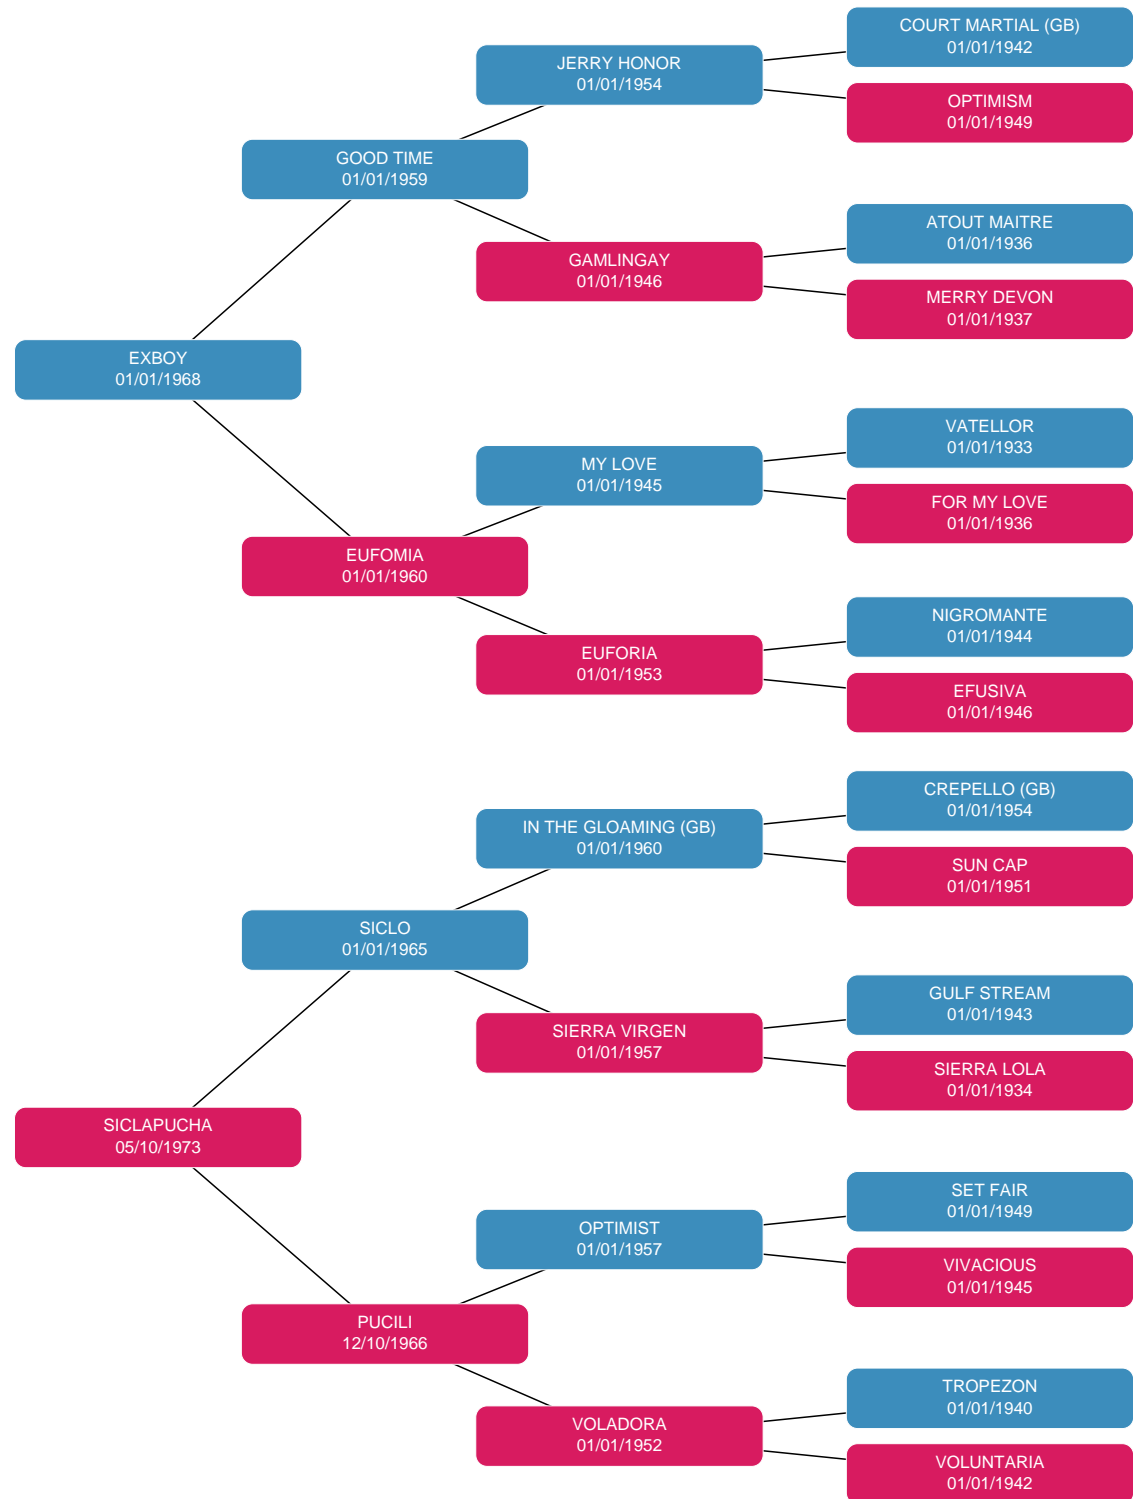 COURT MARTIAL (GB)
01/01/1942
JERRY HONOR
01/01/1954
OPTIMISM
01/01/1949
GOOD TIME
01/01/1959
ATOUT MAITRE
01/01/1936
GAMLINGAY
01/01/1946
MERRY DEVON
01/01/1937
EXBOY
01/01/1968
VATELLOR
01/01/1933
MY LOVE
01/01/1945
FOR MY LOVE
01/01/1936
EUFOMIA
01/01/1960
NIGROMANTE
01/01/1944
EUFORIA
01/01/1953
EFUSIVA
01/01/1946
CREPELLO (GB)
01/01/1954
IN THE GLOAMING (GB)
01/01/1960
SUN CAP
01/01/1951
SICLO
01/01/1965
GULF STREAM
01/01/1943
SIERRA VIRGEN
01/01/1957
SIERRA LOLA
01/01/1934
SICLAPUCHA
05/10/1973
SET FAIR
01/01/1949
OPTIMIST
01/01/1957
VIVACIOUS
01/01/1945
PUCILI
12/10/1966
TROPEZON
01/01/1940
VOLADORA
01/01/1952
VOLUNTARIA
01/01/1942